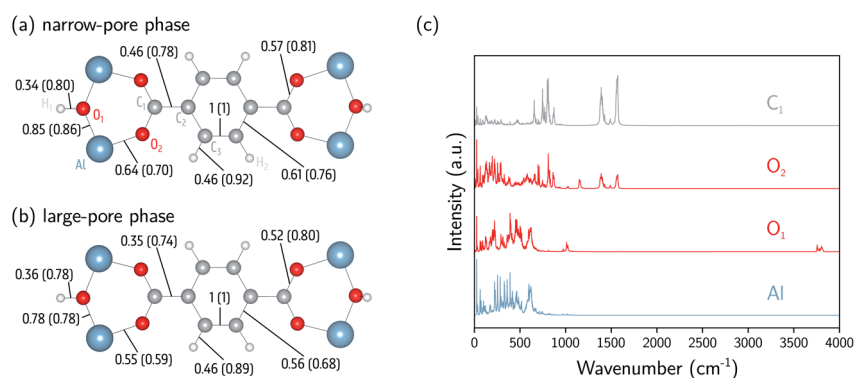 (a) narrow-pore phase
0.46 (0.78)
0.57 (0.81)
0.34 (0.80)
H₁
O₁
C₁
C₂
1 (1)
0.85 (0.86)
O₂
C₃
Al
H₂
0.64 (0.70)
0.46 (0.92)
0.61 (0.76)
(b) large-pore phase
0.35 (0.74)
0.52 (0.80)
0.36 (0.78)
1 (1)
0.78 (0.78)
0.55 (0.59)
0.46 (0.89)
0.56 (0.68)
(c)
Intensity (a.u.)
C₁
O₂
O₁
Al
0 500 1000 1500 2000 2500 3000 3500 4000
Wavenumber (cm⁻¹)